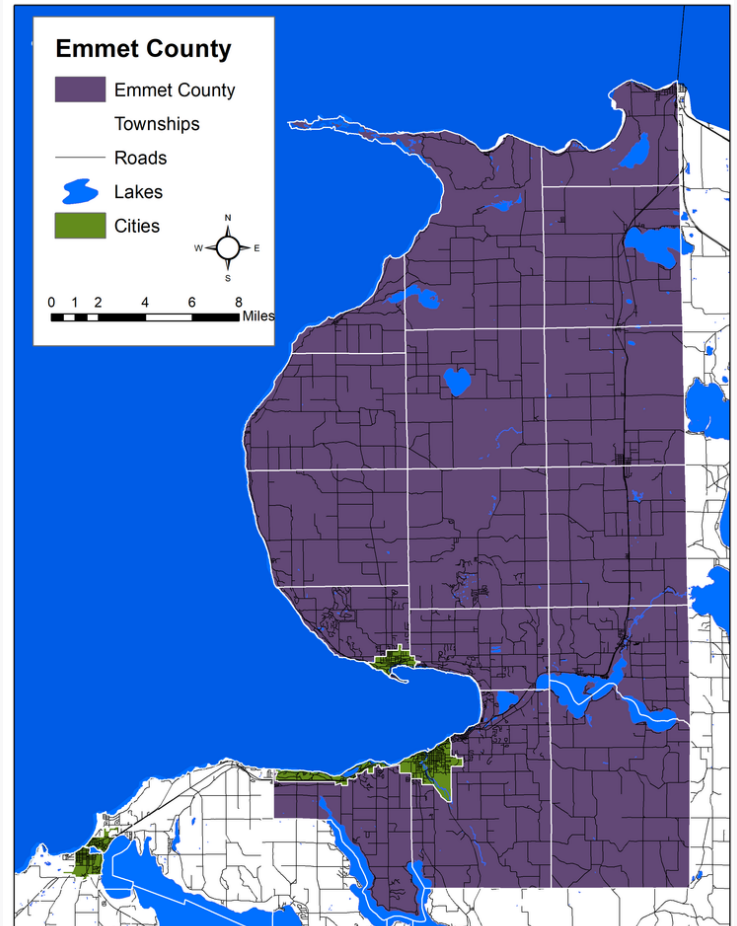 Emmet County
Emmet County
Townships
Roads
Lakes
Cities
N
W E
S
0 1 2 4 6 8
Miles